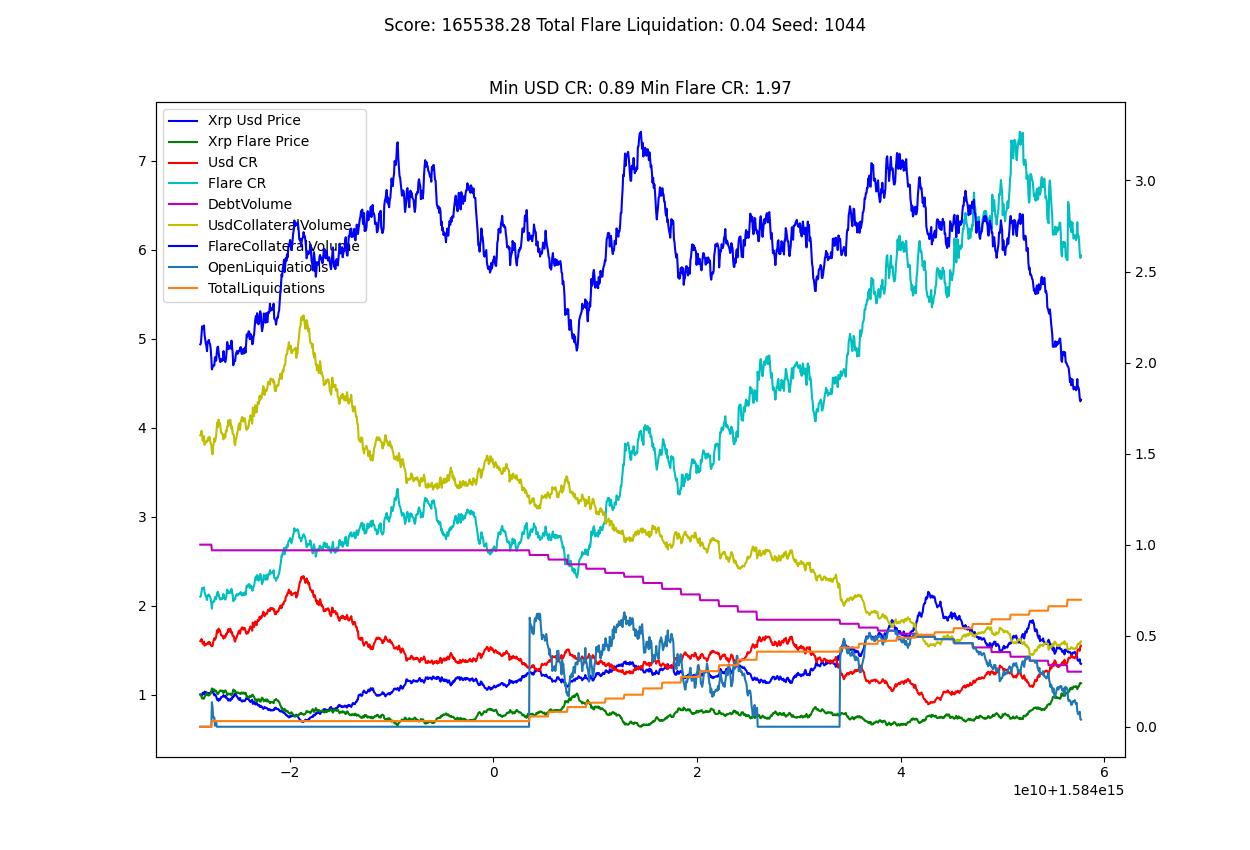 Score: 165538.28 Total Flare Liquidation: 0.04 Seed: 1044
Min USD CR: 0.89 Min Flare CR: 1.97
Xrp Usd Price
Xrp Flare Price
Usd CR
Flare CR
DebtVolume
UsdCollateralVolume
FlareCollateralVolume
OpenLiquidations
TotalLiquidations
7
6
5
4
3
2
1
3.0
2.5
2.0
1.5
1.0
0.5
0.0
−2
0
2
4
6
1e10+1.584e15